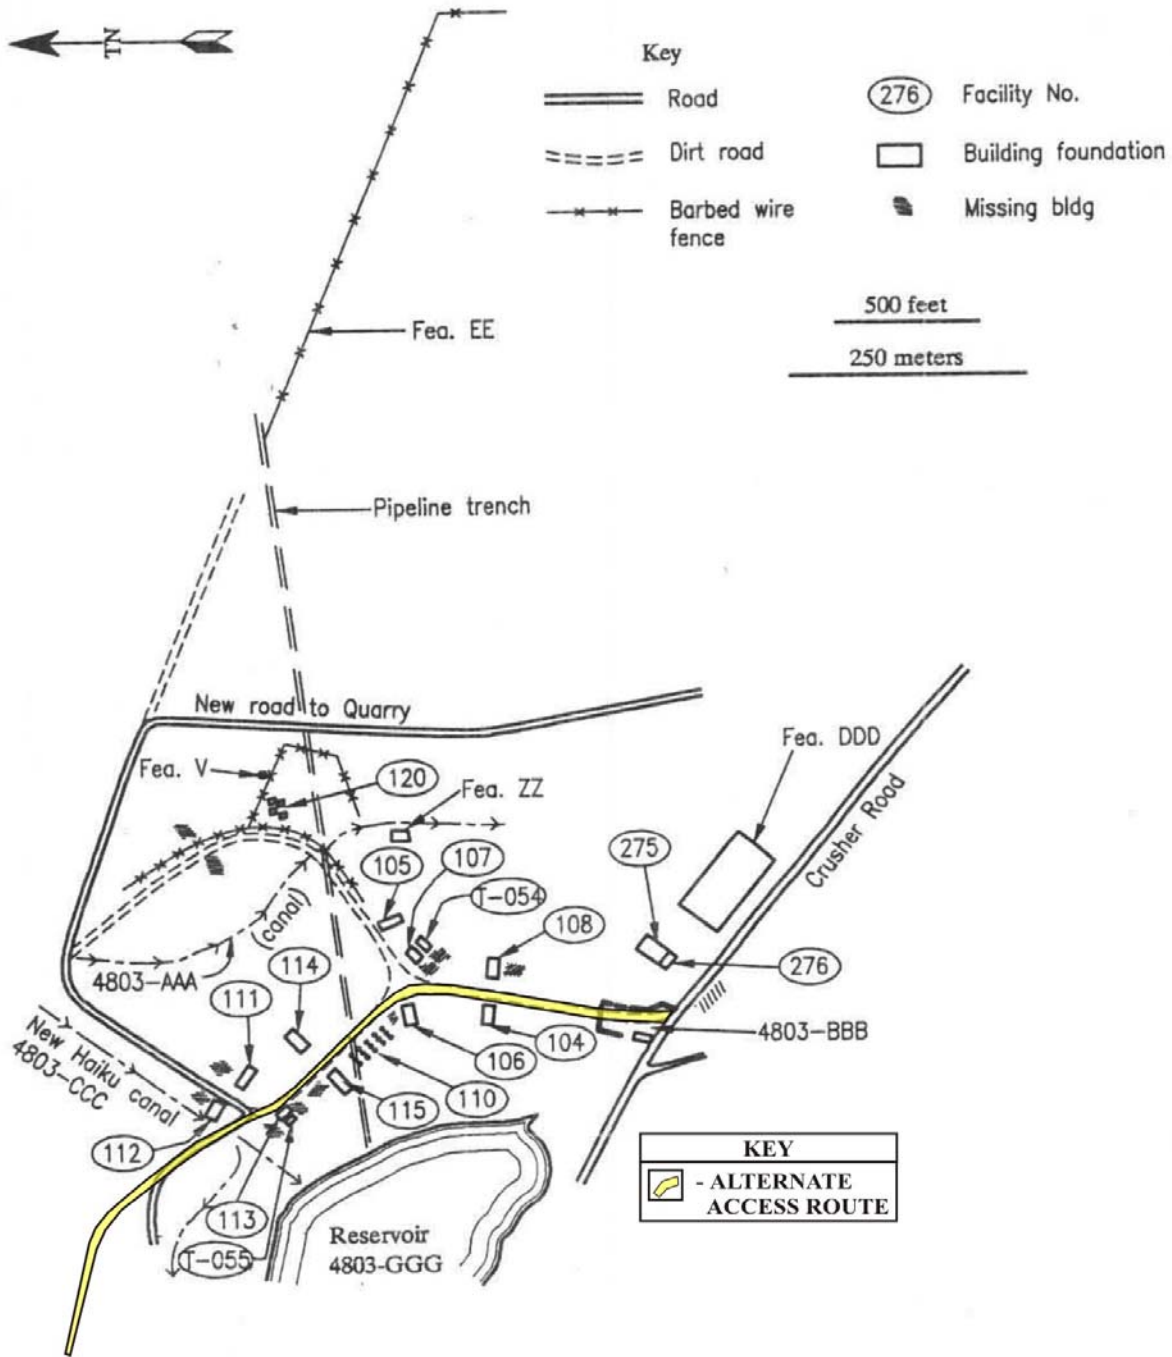 TN
Key
Road
276
Facility No.
Dirt road
Building foundation
Barbed wire
fence
Missing bldg
500 feet
250 meters
Fea. EE
Pipeline trench
New road to Quarry
Fea. DDD
Fea. V
120
Fea. ZZ
Crusher Road
105
107
275
T-054
(canal)
108
4803-AAA
114
276
111
New Haiku canal
4803-CCC
104
4803-BBB
106
110
115
112
113
T-055
Reservoir
4803-GGG
KEY
- ALTERNATE
ACCESS ROUTE